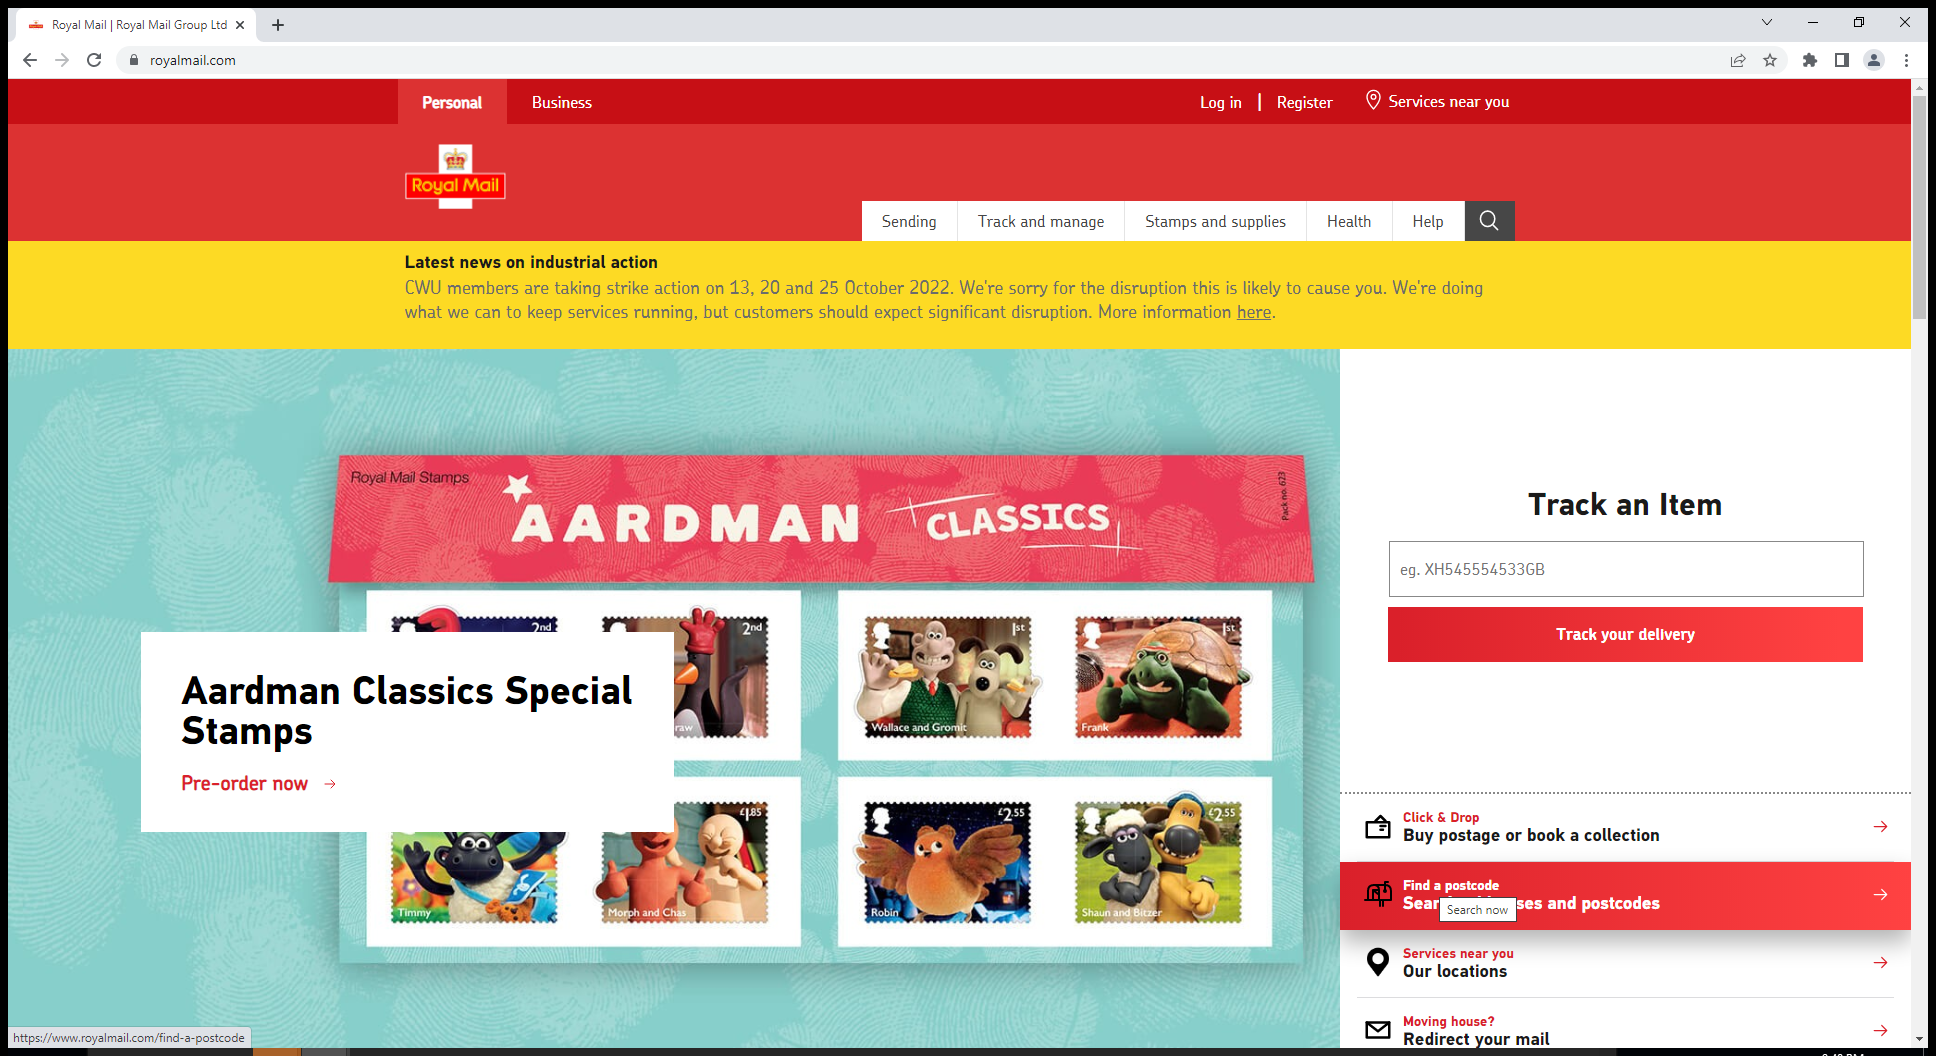 Royal Mail | Royal Mail Group Ltd
royalmail.com
Personal
Business
Log in | Register
Services near you
Royal Mail
Sending
Track and manage
Stamps and supplies
Health
Help
Latest news on industrial action
CWU members are taking strike action on 13, 20 and 25 October 2022. We're sorry for the disruption this is likely to cause you. We're doing
what we can to keep services running, but customers should expect significant disruption. More information here.
Royal Mail Stamps
AARDMAN
CLASSICS
Pack no. 623
2nd
2nd
1st
1st
Wallace and Gromit
Frank
Aardman Classics Special
Stamps
Pre-order now
£1.85
£2.55
£2.55
Timmy
Morph and Chas
Robin
Shaun and Bitzer
Track an Item
eg. XH545554533GB
Track your delivery
Click & Drop
Buy postage or book a collection
Find a postcode
and postcodes
Search now
Services near you
Our locations
Moving house?
Redirect your mail
https://www.royalmail.com/find-a-postcode